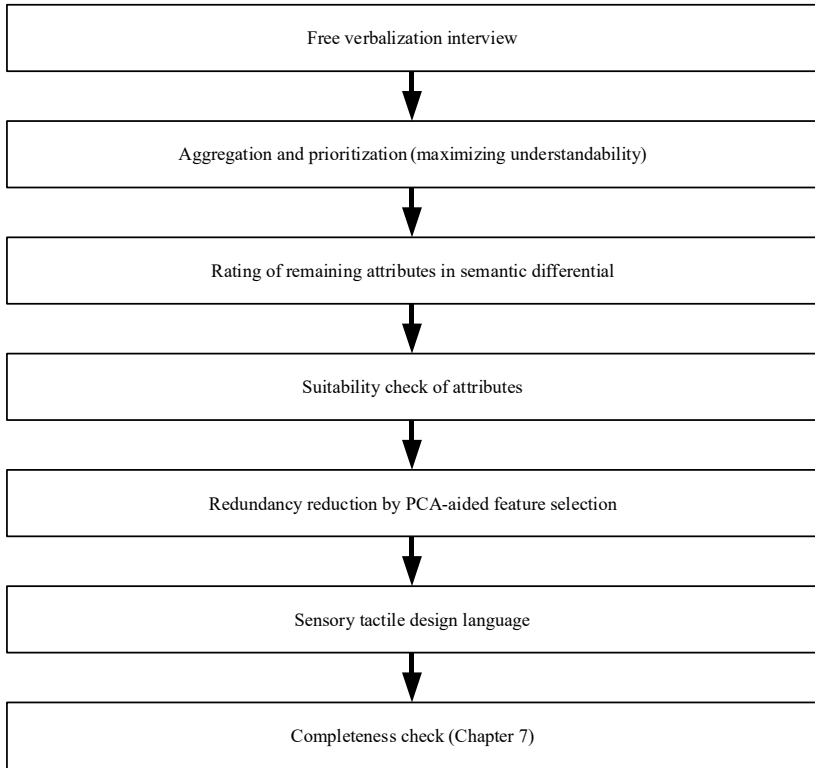 Free verbalization interview
Aggregation and prioritization (maximizing understandability)
Rating of remaining attributes in semantic differential
Suitability check of attributes
Redundancy reduction by PCA-aided feature selection
Sensory tactile design language
Completeness check (Chapter 7)